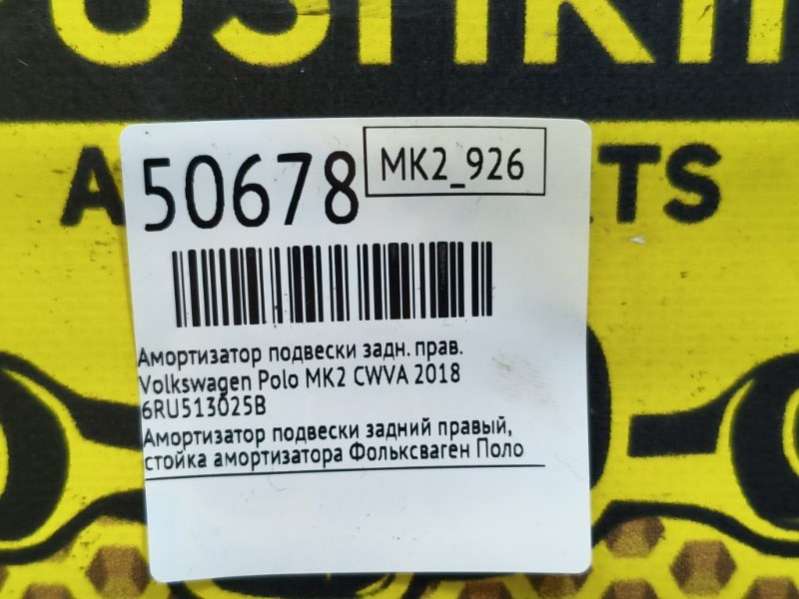 50678
MK2_926
TS
Амортизатор подвески задн. прав.
Volkswagen Polo MK2 CWVA 2018
6RU513025B
Амортизатор подвески задний правый,
стойка амортизатора Фольксваген Поло